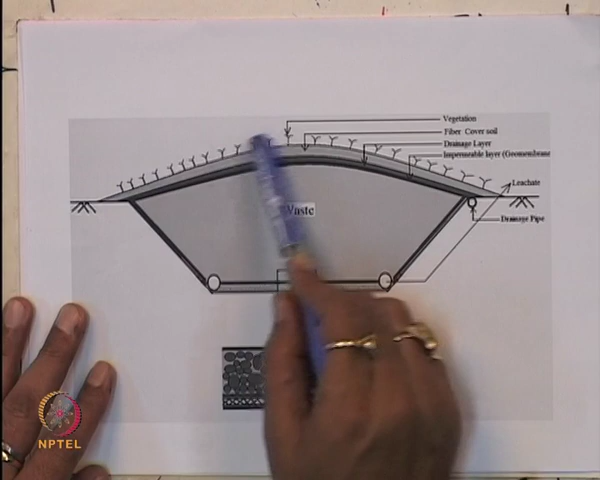 Vegetation
Fiber Cover soil
Drainage Layer
Impermeable layer (Geomembrane
Leachate
Waste
Drainage Pipe
NPTEL